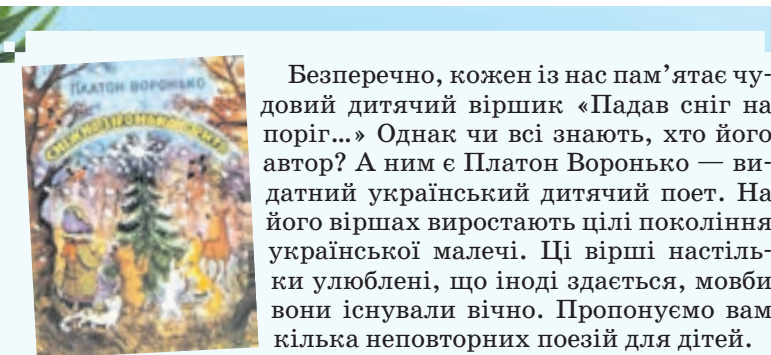 ПЛАТОН ВОРОНЬКО
Безперечно, кожен із нас пам’ятає чу-
довий дитячий віршик «Падав сніг на
поріг...» Однак чи всі знають, хто його
автор? А ним є Платон Воронько — ви-
датний український дитячий поет. На
його віршах виростають цілі покоління
української малечі. Ці вірші настіль-
ки улюблені, що іноді здається, мовби
вони існували вічно. Пропонуємо вам
кілька неповторних поезій для дітей.